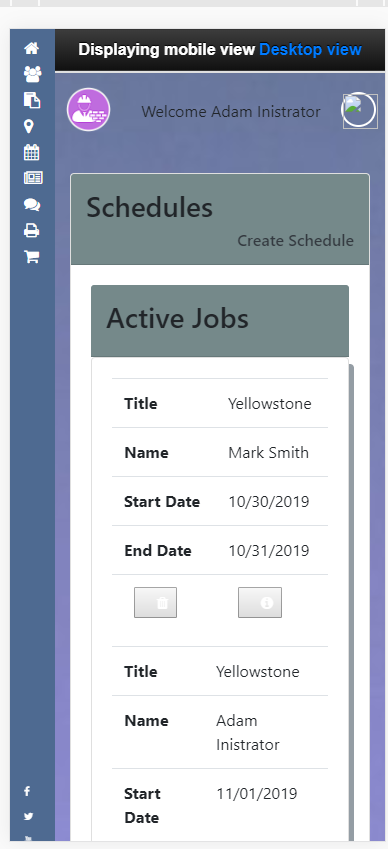 Displaying mobile view Desktop view
Welcome Adam Inistrator
Schedules
Create Schedule
Active Jobs
Title Yellowstone
Name Mark Smith
Start Date 10/30/2019
End Date 10/31/2019
Title Yellowstone
Name Adam
Inistrator
Start 11/01/2019
Date